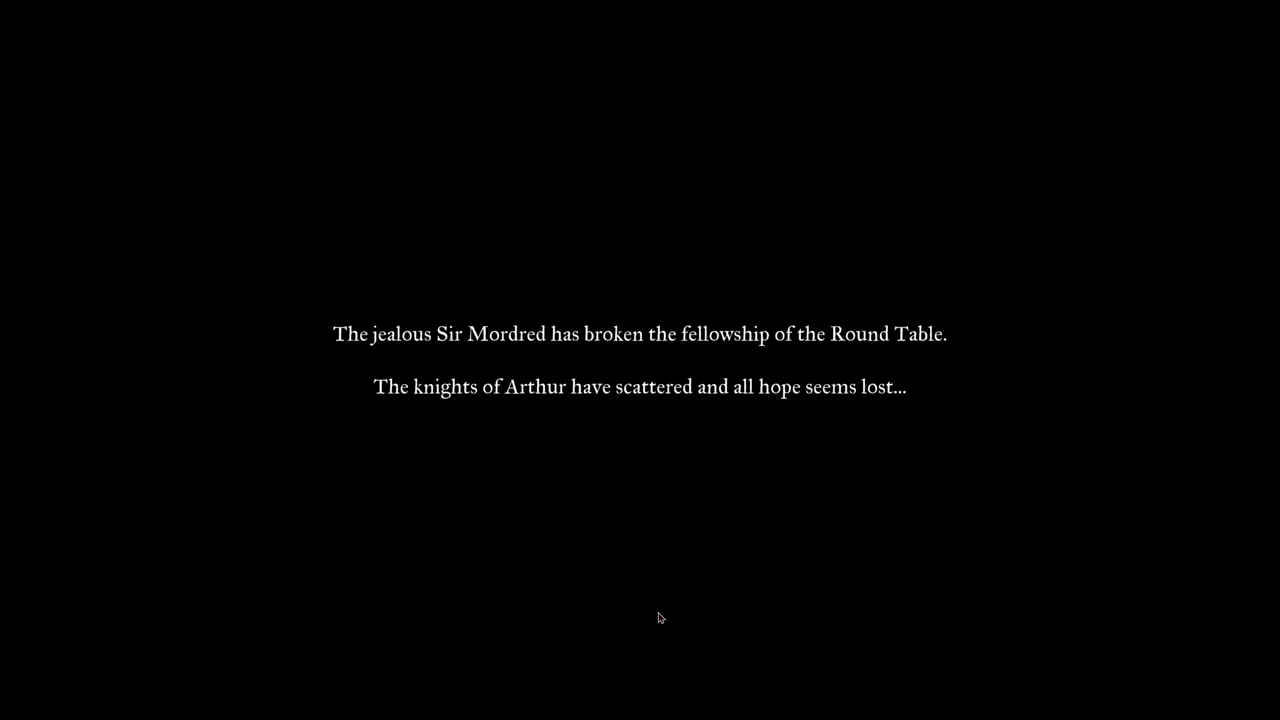 The jealous Sir Mordred has broken the fellowship of the Round Table.
The knights of Arthur have scattered and all hope seems lost...